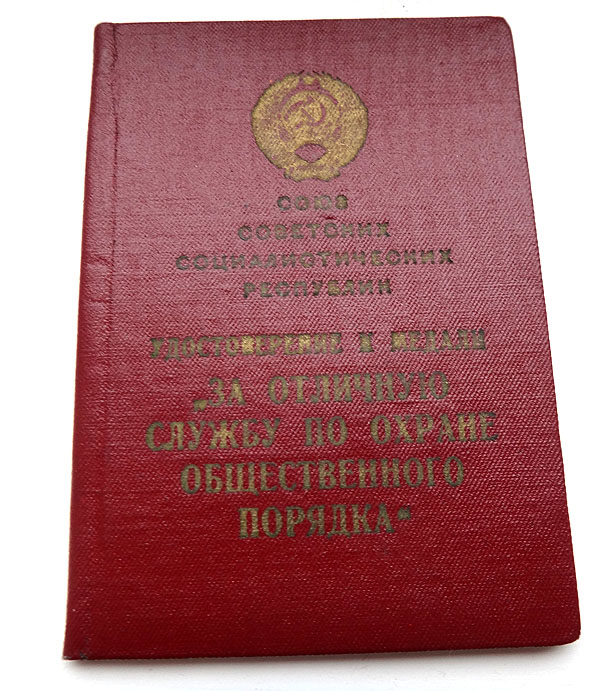 СОЮЗ
СОВЕТСКИХ
СОЦИАЛИСТИЧЕСКИХ
РЕСПУБЛИК
УДОСТОВЕРЕНИЕ К МЕДАЛИ
„ЗА ОТЛИЧНУЮ
СЛУЖБУ ПО ОХРАНЕ
ОБЩЕСТВЕННОГО
ПОРЯДКА“